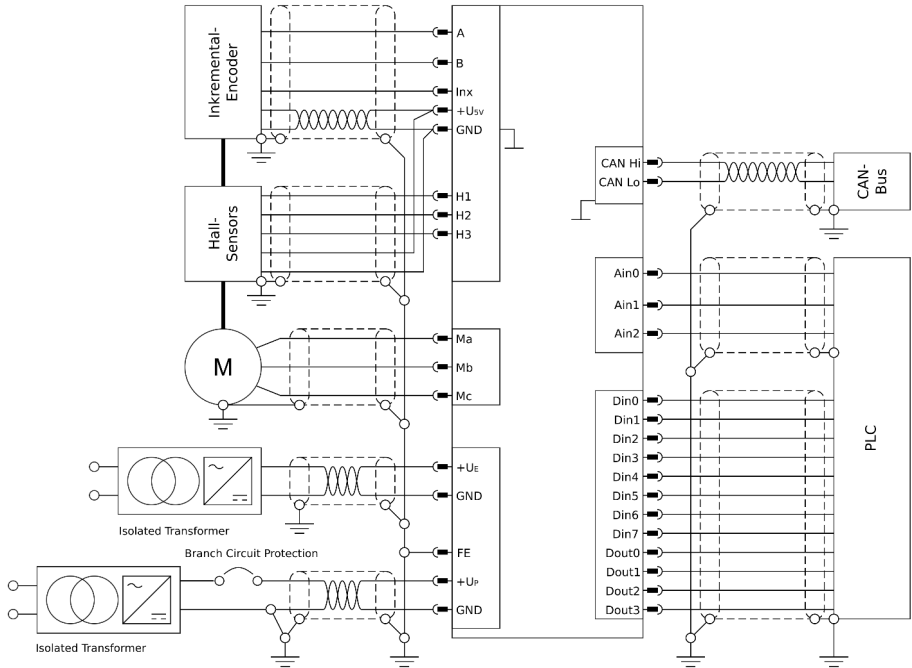 Inkremental-
Encoder
A
B
Inx
+U5V
GND
Hall-
Sensors
H1
H2
H3
M
Ma
Mb
Mc
+UE
GND
Isolated Transformer
Branch Circuit Protection
FE
+UP
GND
Isolated Transformer
CAN Hi
CAN Lo
CAN-
Bus
Ain0
Ain1
Ain2
Din0
Din1
Din2
Din3
Din4
Din5
Din6
Din7
Dout0
Dout1
Dout2
Dout3
PLC